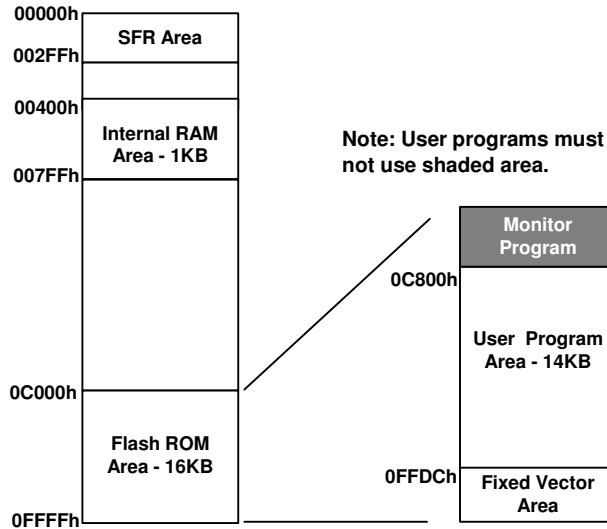 00000h
SFR Area
002FFh
00400h
Internal RAM
Area - 1KB
007FFh
0C000h
Flash ROM
Area - 16KB
0FFFFh
Note: User programs must
not use shaded area.
Monitor
Program
0C800h
User Program
Area - 14KB
0FFDCh
Fixed Vector
Area